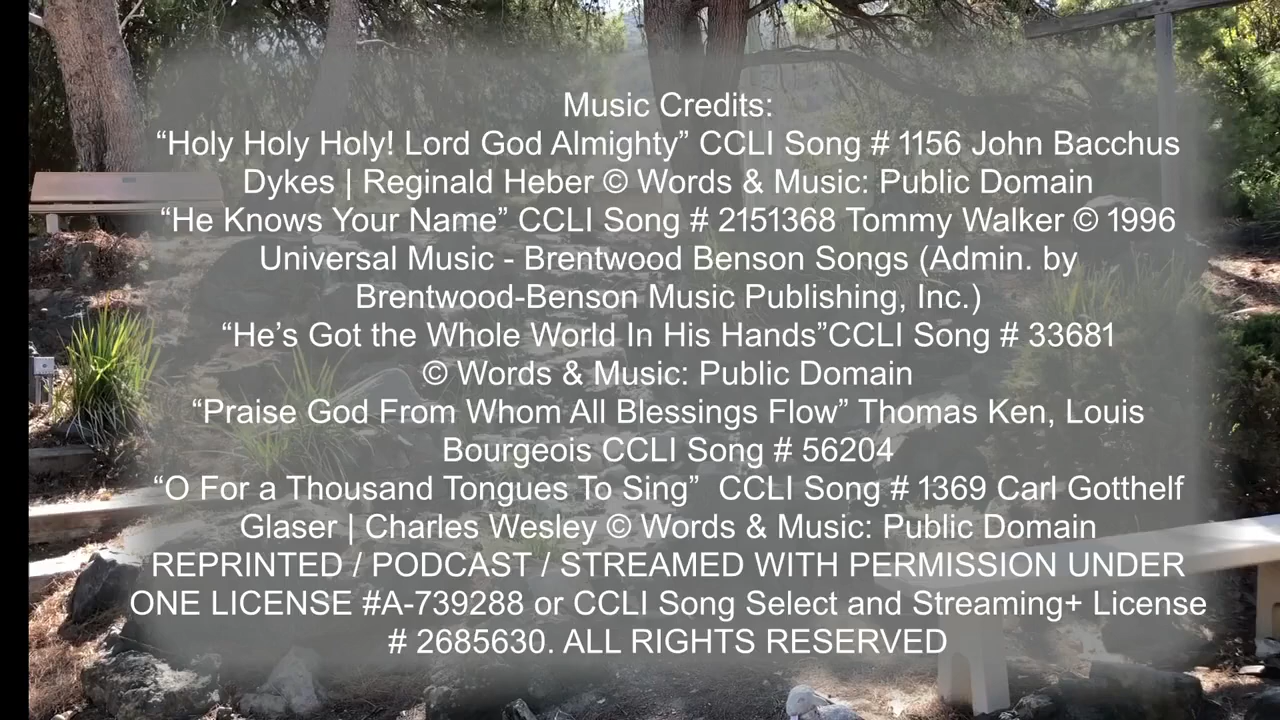 Music Credits:
“Holy Holy Holy! Lord God Almighty” CCLI Song # 1156 John Bacchus
Dykes | Reginald Heber © Words & Music: Public Domain
“He Knows Your Name” CCLI Song # 2151368 Tommy Walker © 1996
Universal Music - Brentwood Benson Songs (Admin. by
Brentwood-Benson Music Publishing, Inc.)
“He’s Got the Whole World In His Hands”CCLI Song # 33681
© Words & Music: Public Domain
“Praise God From Whom All Blessings Flow” Thomas Ken, Louis
Bourgeois CCLI Song # 56204
“O For a Thousand Tongues To Sing”  CCLI Song # 1369 Carl Gotthelf
Glaser | Charles Wesley © Words & Music: Public Domain
REPRINTED / PODCAST / STREAMED WITH PERMISSION UNDER
ONE LICENSE #A-739288 or CCLI Song Select and Streaming+ License
# 2685630. ALL RIGHTS RESERVED